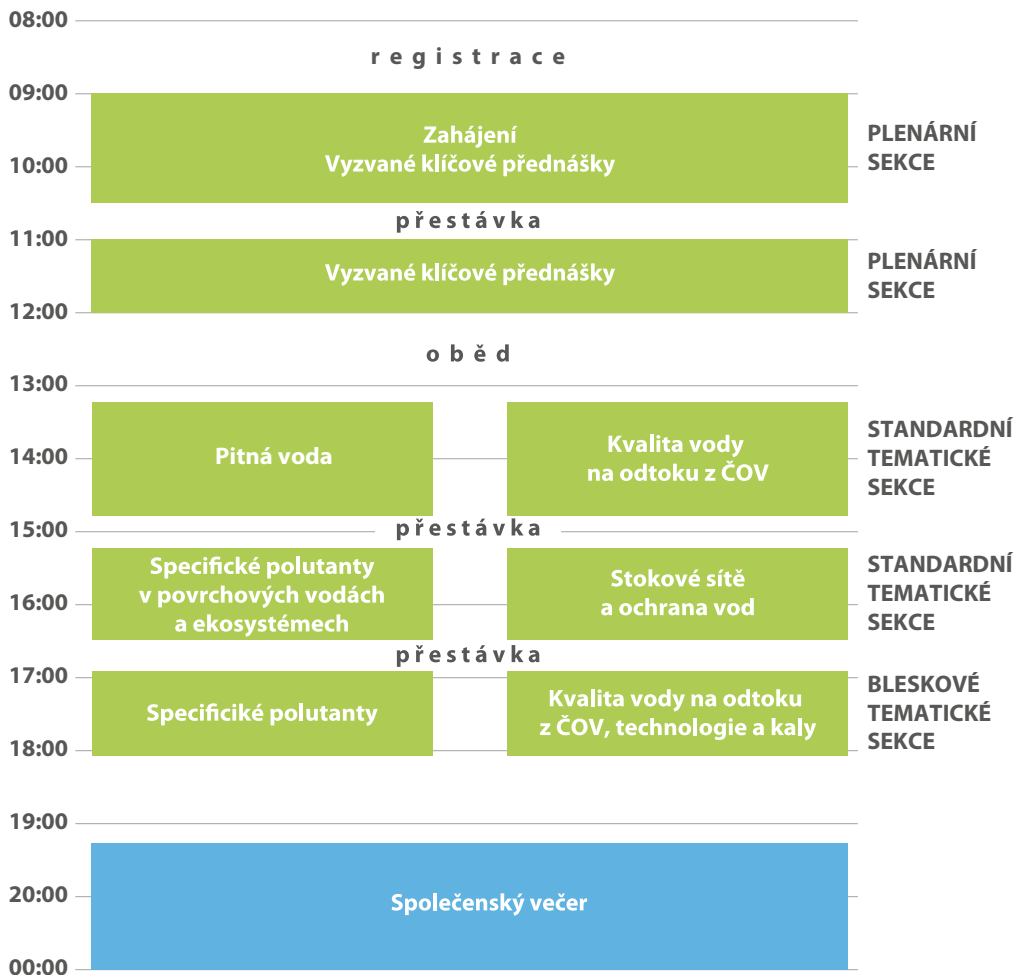 08:00
registrace
09:00
Zahájení
Vyzvané klíčové přednášky
PLENÁRNÍ
SEKCE
10:00
přestávka
11:00
Vyzvané klíčové přednášky
PLENÁRNÍ
SEKCE
12:00
oběd
13:00
Pitná voda
Kvalita vody
na odtoku z ČOV
STANDARDNÍ
TEMATICKÉ
SEKCE
14:00
15:00
přestávka
Specifické polutanty
v povrchových vodách
a ekosystémech
Stokové sítě
a ochrana vod
STANDARDNÍ
TEMATICKÉ
SEKCE
16:00
přestávka
17:00
Specificiké polutanty
Kvalita vody na odtoku
z ČOV, technologie a kaly
BLESKOVÉ
TEMATICKÉ
SEKCE
18:00
19:00
20:00
Společenský večer
00:00